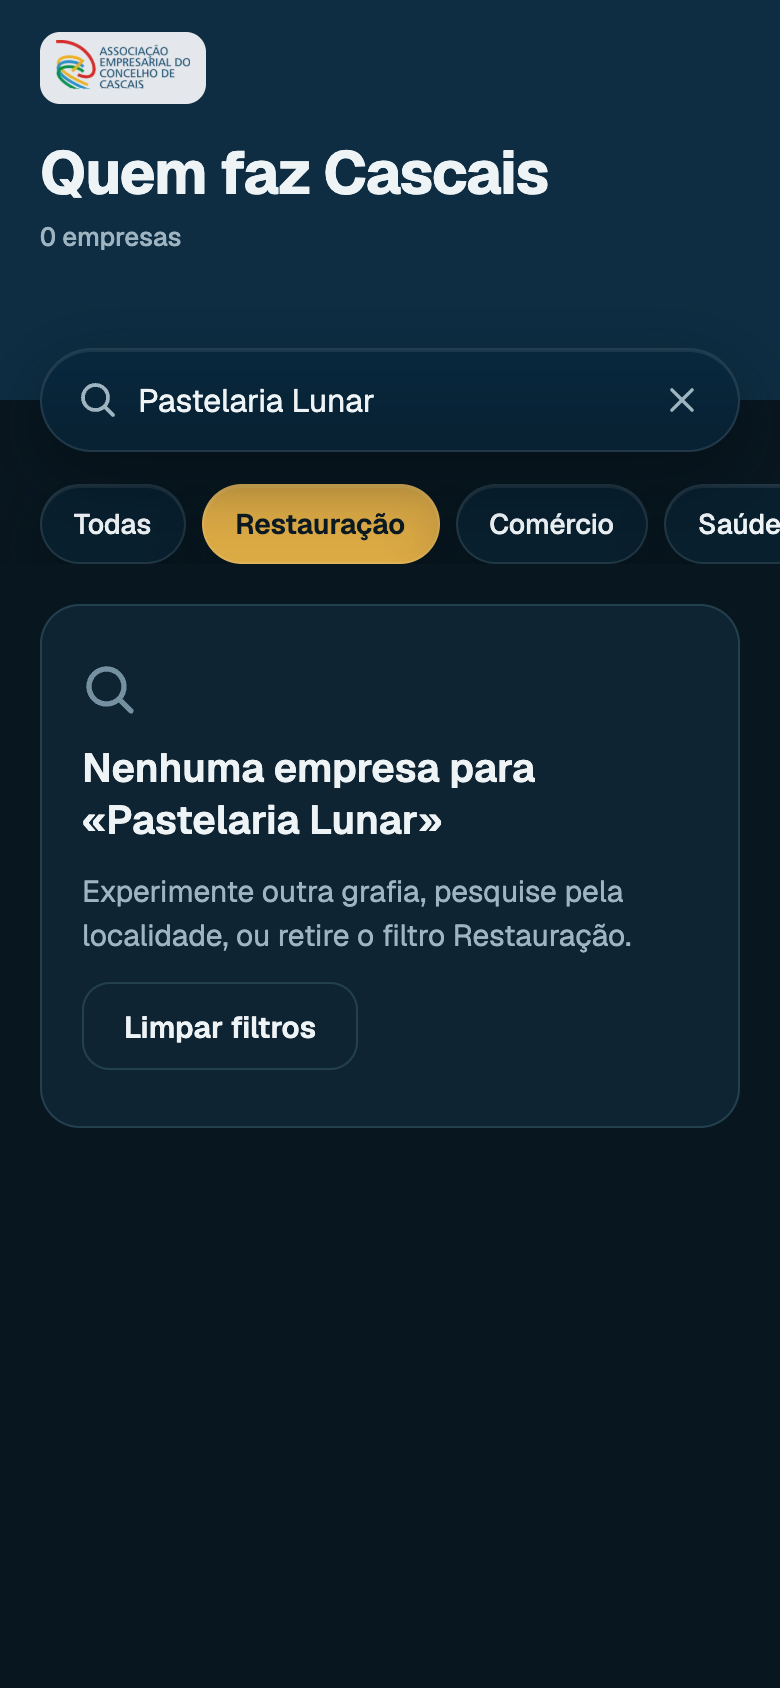 ASSOCIAÇÃO
EMPRESARIAL DO
CONCELHO DE
CASCAIS
Quem faz Cascais
0 empresas
Pastelaria Lunar
Todas
Restauração
Comércio
Saúde
Nenhuma empresa para
«Pastelaria Lunar»
Experimente outra grafia, pesquise pela
localidade, ou retire o filtro Restauração.
Limpar filtros